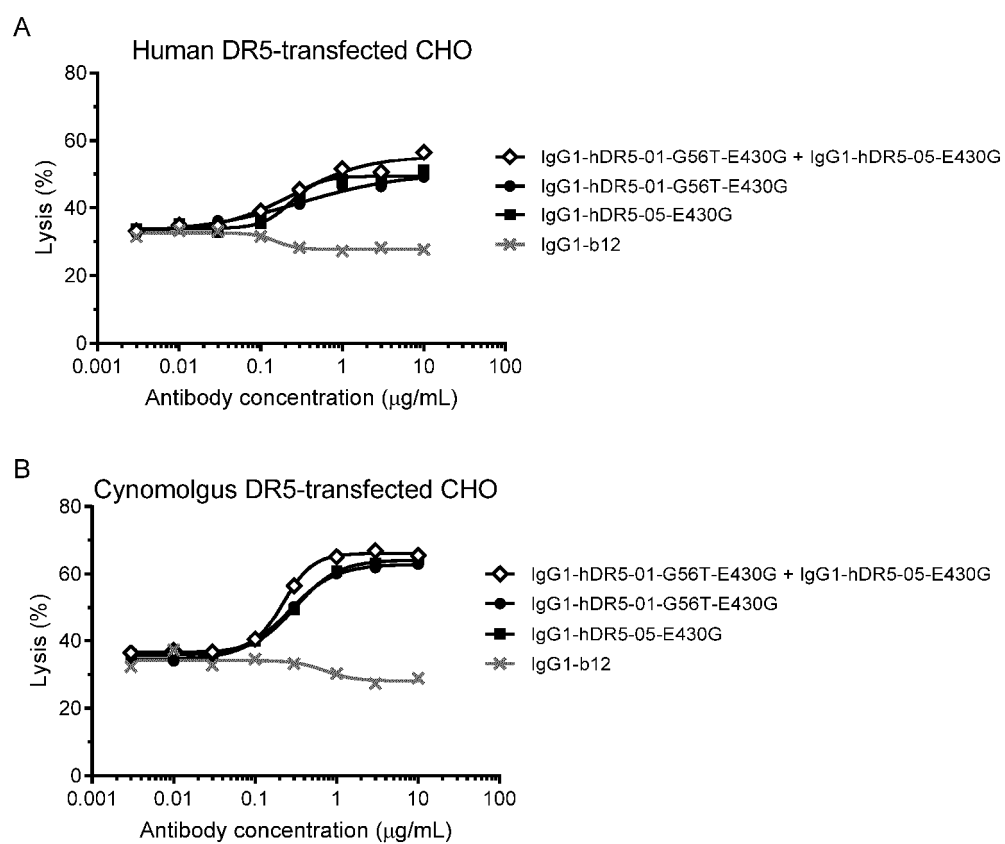 A
Human DR5-transfected CHO
80
60
40
20
0
Lysis (%)
0.001 0.01 0.1 1 10 100
Antibody concentration (μg/mL)
IgG1-hDR5-01-G56T-E430G + IgG1-hDR5-05-E430G
IgG1-hDR5-01-G56T-E430G
IgG1-hDR5-05-E430G
IgG1-b12
B
Cynomolgus DR5-transfected CHO
80
60
40
20
0
Lysis (%)
0.001 0.01 0.1 1 10 100
Antibody concentration (μg/mL)
IgG1-hDR5-01-G56T-E430G + IgG1-hDR5-05-E430G
IgG1-hDR5-01-G56T-E430G
IgG1-hDR5-05-E430G
IgG1-b12